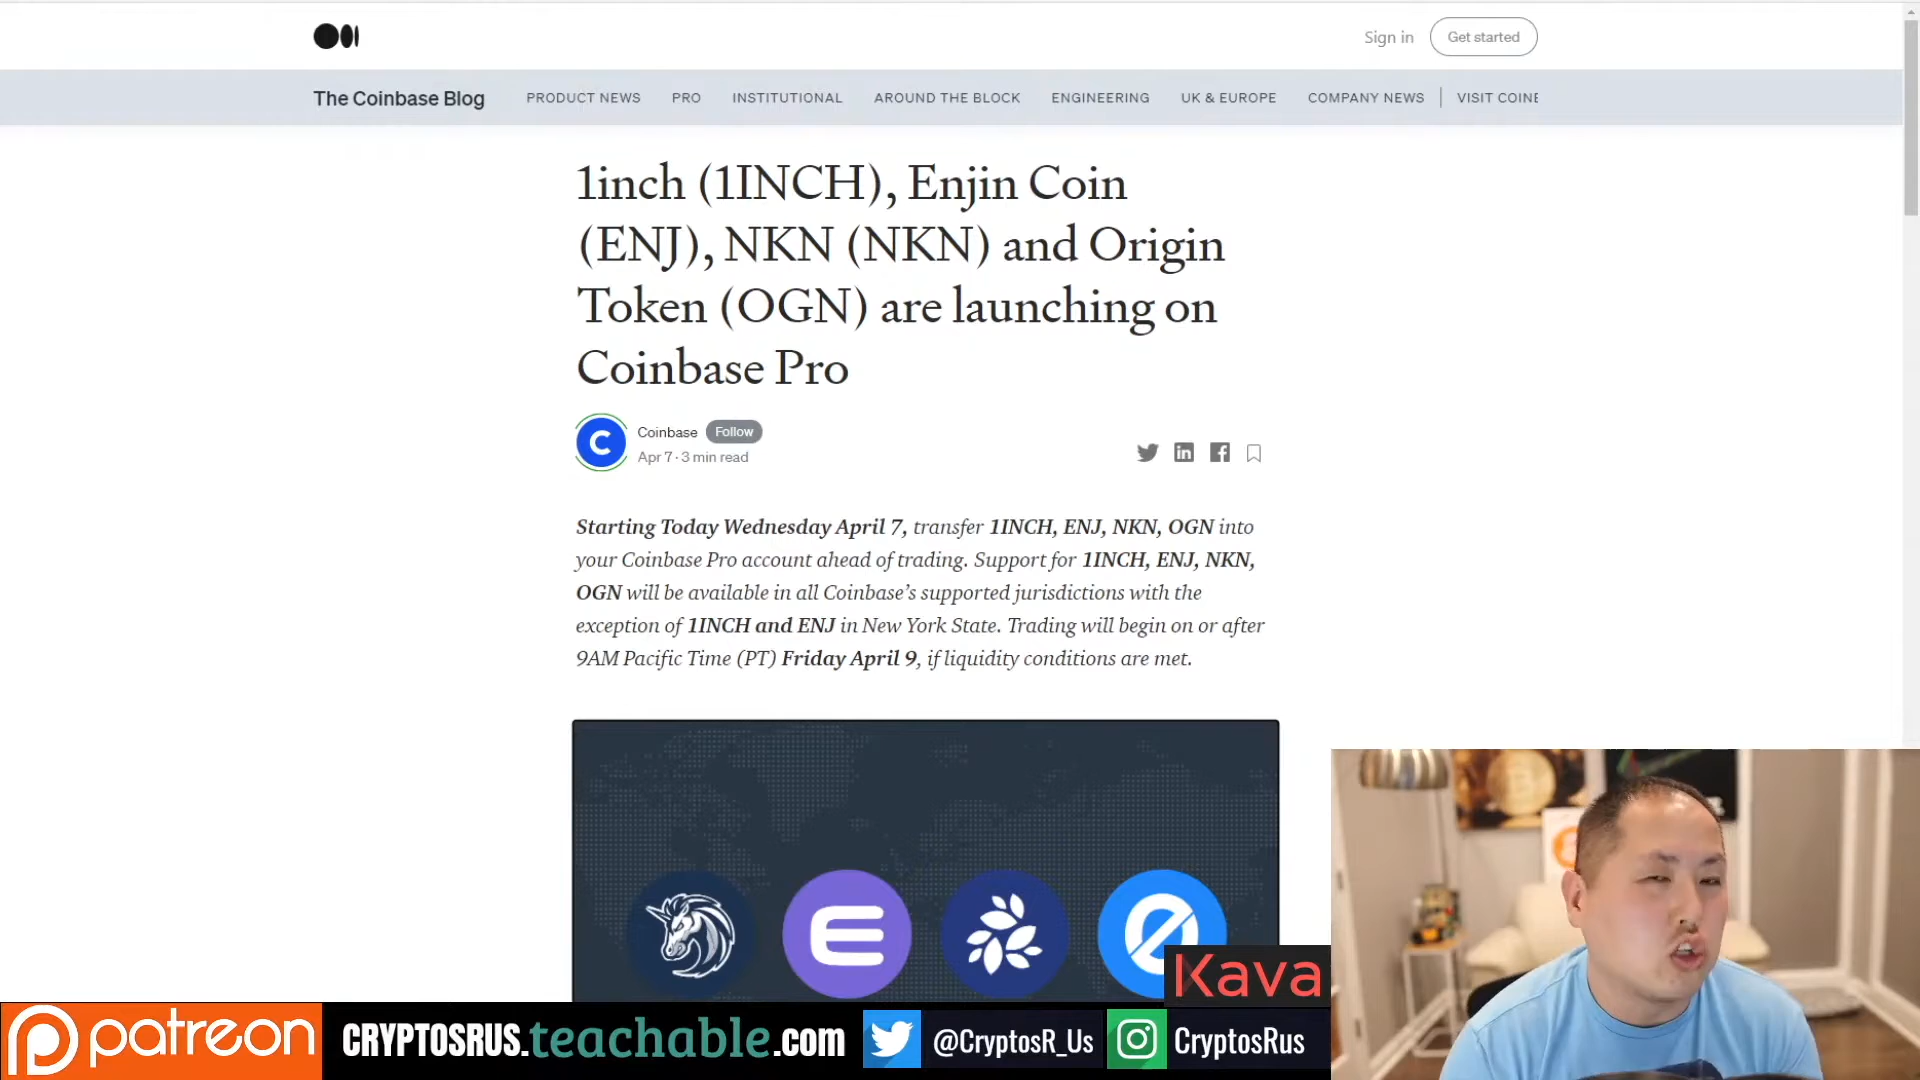 Sign in
Get started
The Coinbase Blog
PRODUCT NEWS
PRO
INSTITUTIONAL
AROUND THE BLOCK
ENGINEERING
UK & EUROPE
COMPANY NEWS
VISIT COINE
1inch (1INCH), Enjin Coin
(ENJ), NKN (NKN) and Origin
Token (OGN) are launching on
Coinbase Pro
Coinbase
Follow
Apr 7 · 3 min read
Starting Today Wednesday April 7, transfer 1INCH, ENJ, NKN, OGN into
your Coinbase Pro account ahead of trading. Support for 1INCH, ENJ, NKN,
OGN will be available in all Coinbase’s supported jurisdictions with the
exception of 1INCH and ENJ in New York State. Trading will begin on or after
9AM Pacific Time (PT) Friday April 9, if liquidity conditions are met.
Kava
patreon
CRYPTOSRUS.teachable.com
@CryptosR_Us
CryptosRus